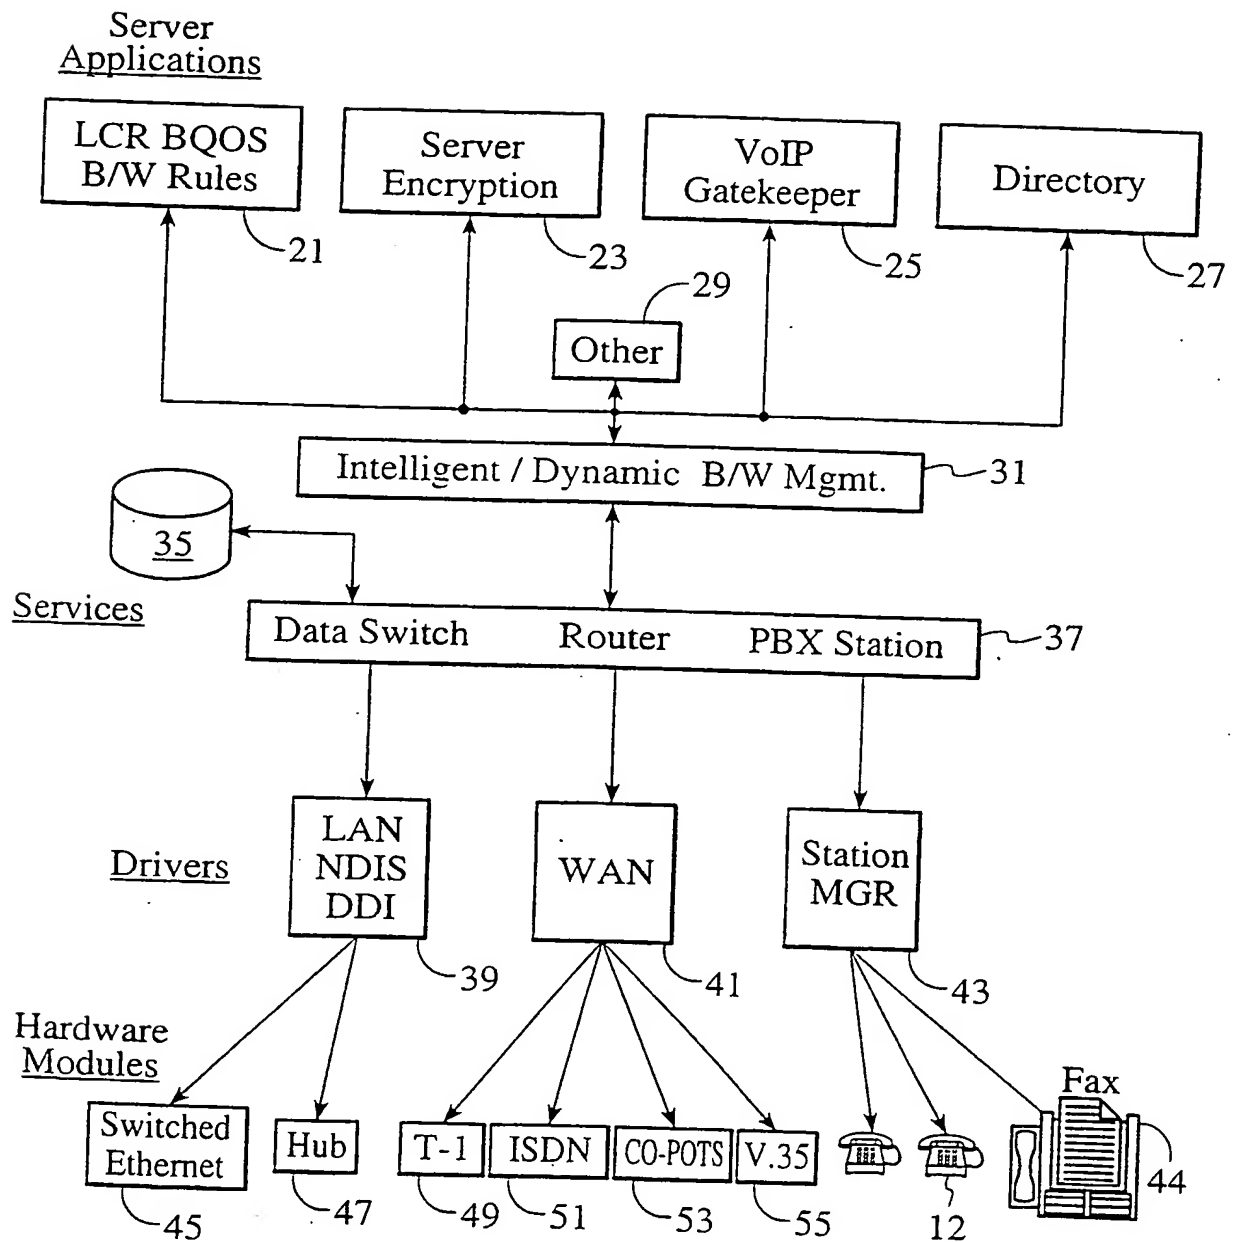 Server
Applications
LCR BQOS
B/W Rules
21
Server
Encryption
23
VoIP
Gatekeeper
25
Directory
27
29
Other
Intelligent / Dynamic B/W Mgmt.
31
35
Services
Data Switch Router PBX Station
37
Drivers
LAN
NDIS
DDI
39
WAN
41
Station
MGR
43
Hardware
Modules
Switched
Ethernet
45
Hub
47
T-1
49
ISDN
51
CO-POTS
53
V.35
55
12
Fax
44